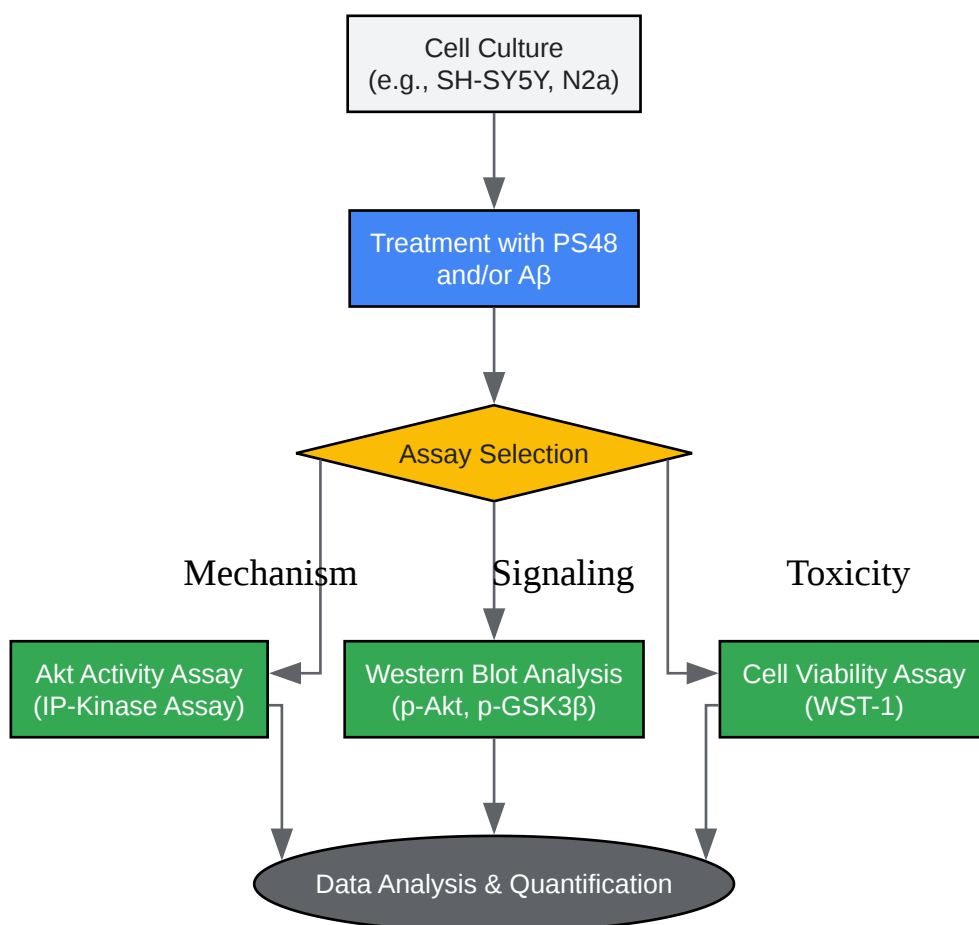 Cell Culture
(e.g., SH-SY5Y, N2a)
Treatment with PS48
and/or Aβ
Assay Selection
Mechanism
Signaling
Toxicity
Akt Activity Assay
(IP-Kinase Assay)
Western Blot Analysis
(p-Akt, p-GSK3β)
Cell Viability Assay
(WST-1)
Data Analysis & Quantification